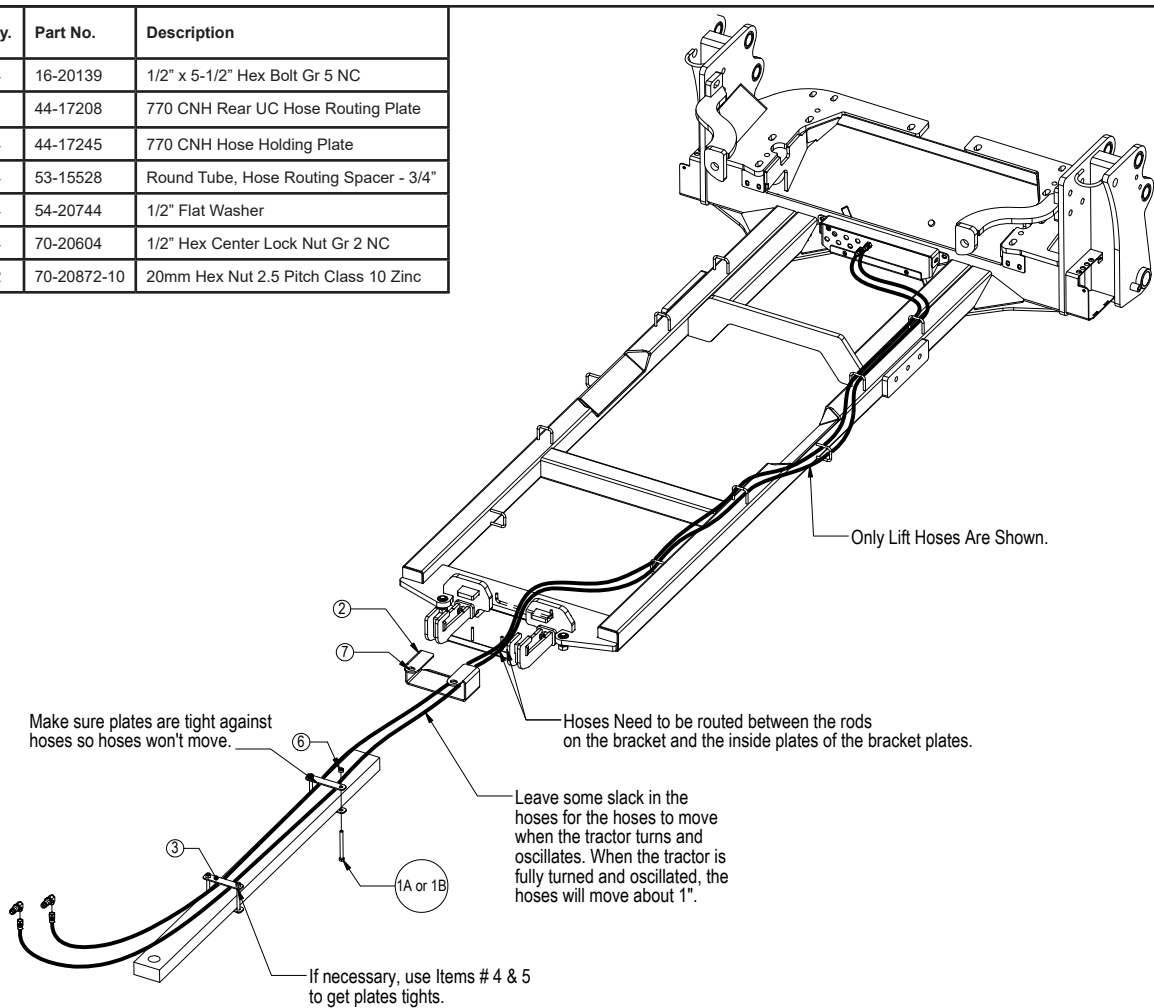 y. Part No. Description
16-20139 1/2” x 5-1/2” Hex Bolt Gr 5 NC
44-17208 770 CNH Rear UC Hose Routing Plate
44-17245 770 CNH Hose Holding Plate
53-15528 Round Tube, Hose Routing Spacer - 3/4”
54-20744 1/2” Flat Washer
70-20604 1/2” Hex Center Lock Nut Gr 2 NC
70-20872-10 20mm Hex Nut 2.5 Pitch Class 10 Zinc
Only Lift Hoses Are Shown.
2
7
Hoses Need to be routed between the rods
on the bracket and the inside plates of the bracket plates.
Make sure plates are tight against
hoses so hoses won't move.
6
Leave some slack in the
hoses for the hoses to move
when the tractor turns and
oscillates. When the tractor is
fully turned and oscillated, the
hoses will move about 1".
3
1A or 1B
If necessary, use Items # 4 & 5
to get plates tights.